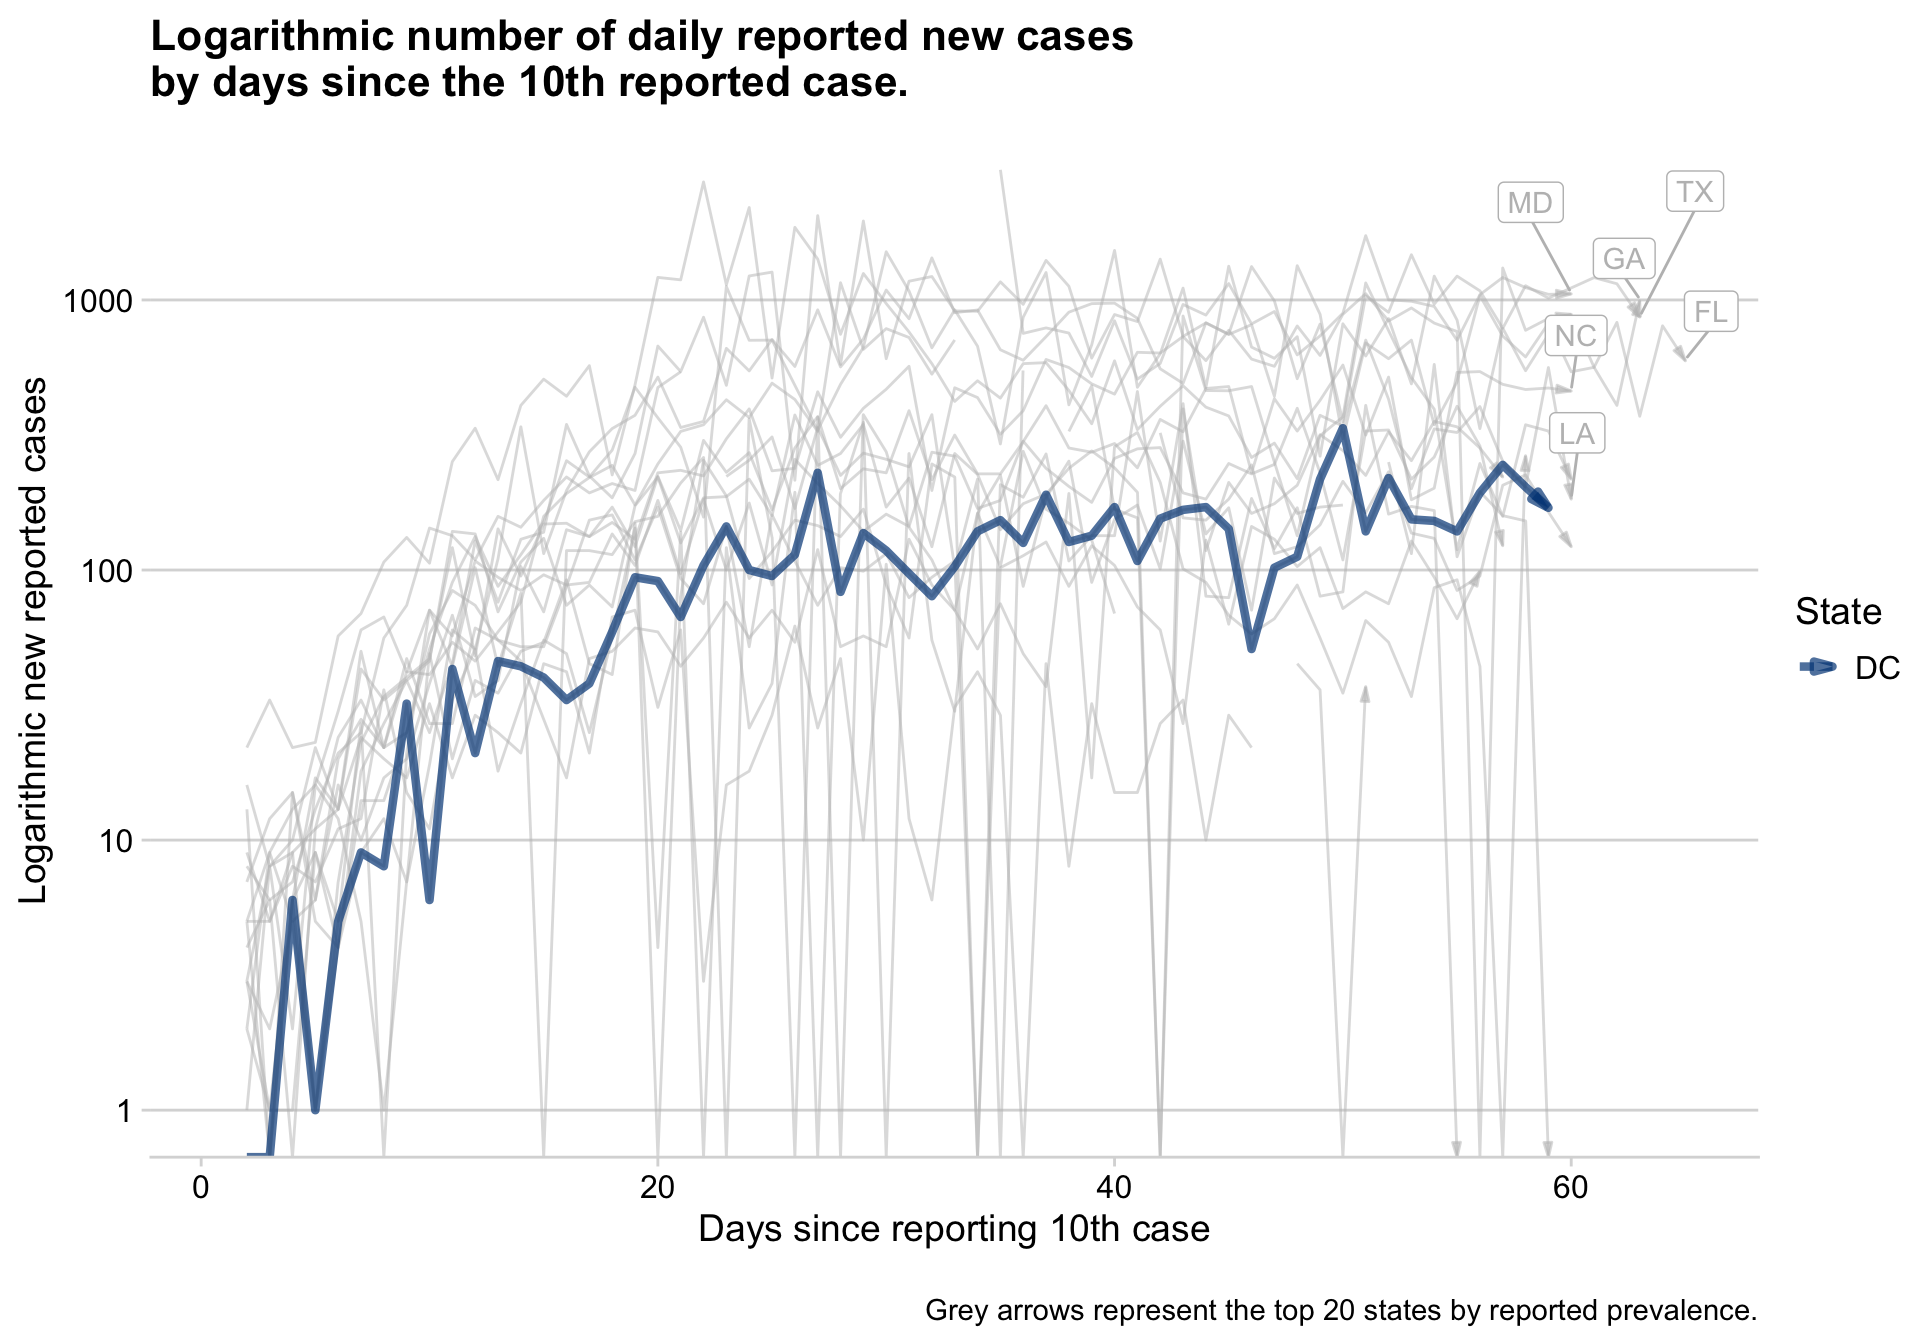 Logarithmic number of daily reported new cases
by days since the 10th reported case.
MD
TX
GA
1000
FL
NC
LA
Logarithmic new reported cases
100
State
DC
10
1
0
20
40
60
Days since reporting 10th case
Grey arrows represent the top 20 states by reported prevalence.